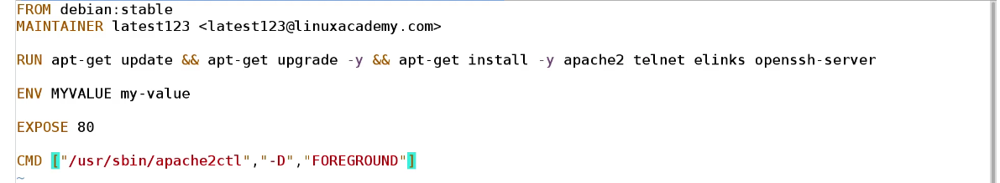 FROM debian:stable
MAINTAINER latest123 <latest123@linuxacademy.com>
RUN apt-get update && apt-get upgrade -y && apt-get install -y apache2 telnet elinks openssh-server
ENV MYVALUE my-value
EXPOSE 80
CMD ["/usr/sbin/apache2ctl","-D","FOREGROUND"]
~